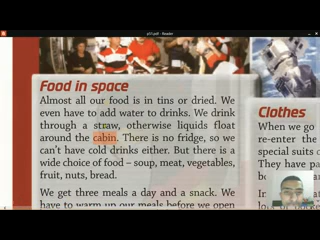 p53.pdf - Reader
Food in space
Almost all our food is in tins or dried. We
even have to add water to drinks. We drink
through a straw, otherwise liquids float
around the cabin. There is no fridge, so we
can't have cold drinks either. But there is a
wide choice of food – soup, meat, vegetables,
fruit, nuts, bread.
We get three meals a day and a snack. We
have to warm up our meals before we open
Clothes
When we go
re-enter the
special suits
They have pa